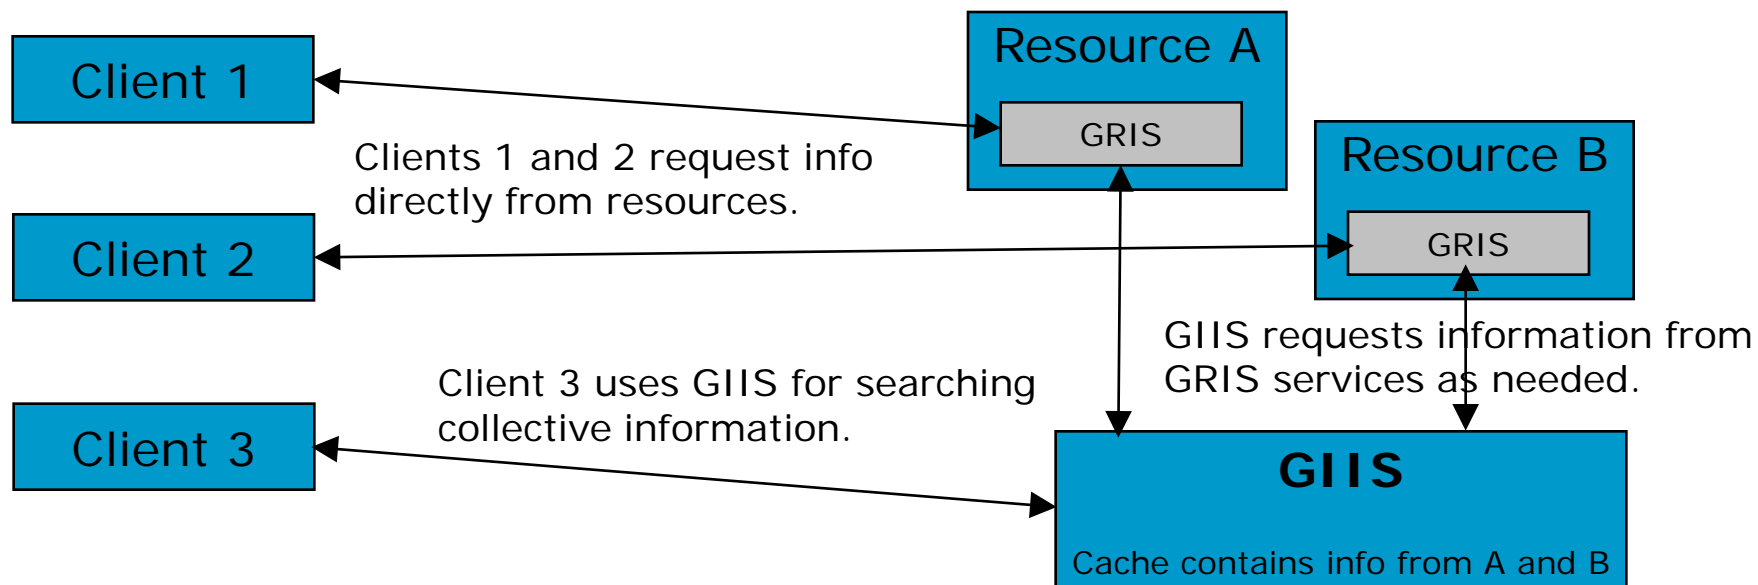 Client 1
Resource A
GRIS
Clients 1 and 2 request info
directly from resources.
Resource B
GRIS
Client 2
GIIS requests information from
GRIS services as needed.
Client 3 uses GIIS for searching
collective information.
Client 3
GIIS
Cache contains info from A and B